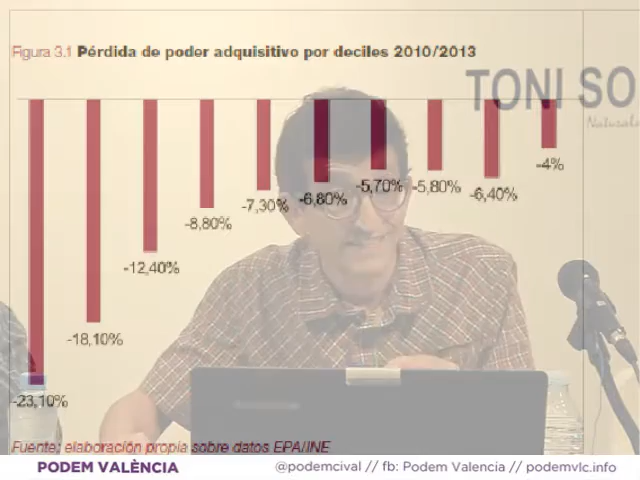 Figura 3.1 Pérdida de poder adquisitivo por deciles 2010/2013
TONI SO
Naturale
-4%
-5,70%
-5,80%
-6,40%
-6,80%
-7,30%
-8,80%
-12,40%
-18,10%
-23,10%
Fuente: elaboración propia sobre datos EPA/INE
PODEM VALÈNCIA
@podemcival // fb: Podem Valencia // podemvlc.info